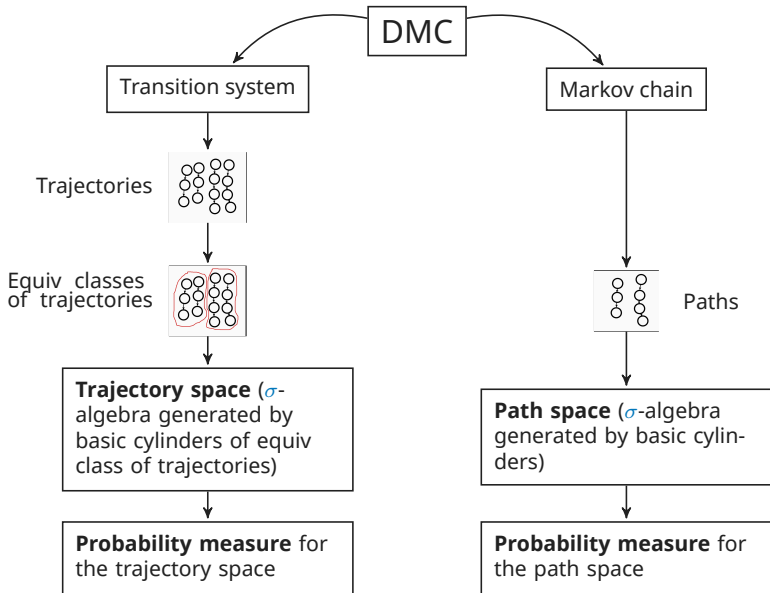 DMC
Transition system
Markov chain
Trajectories
Equiv classes
of trajectories
Paths
Trajectory space (σ-
algebra generated by
basic cylinders of equiv
class of trajectories)
Path space (σ-algebra
generated by basic cylin-
ders)
Probability measure for
the trajectory space
Probability measure for
the path space